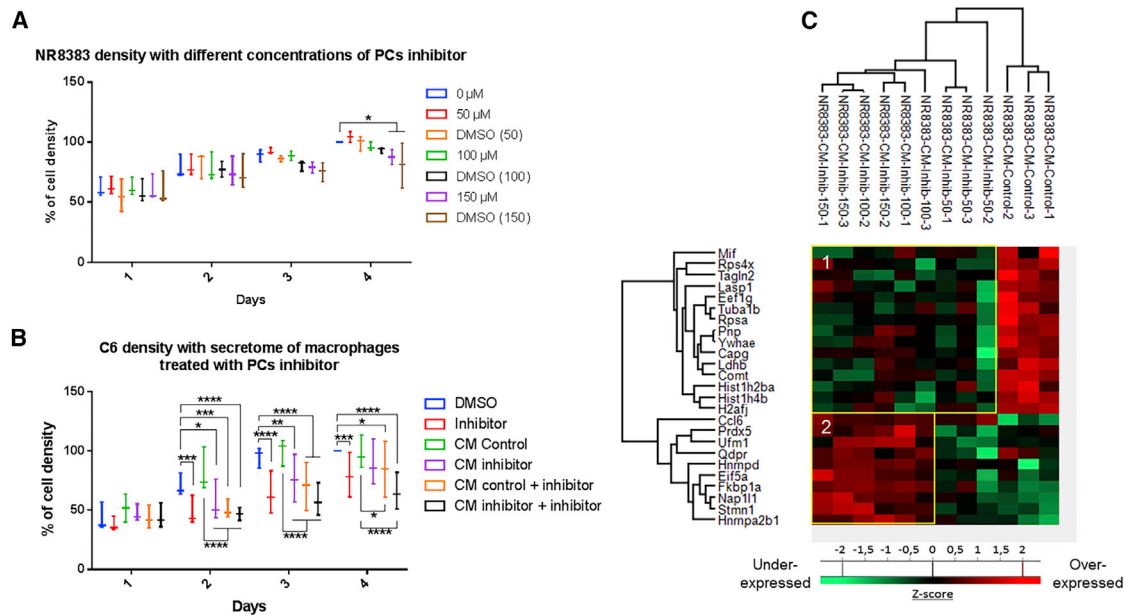 A
NR8383 density with different concentrations of PCs inhibitor
% of cell density
150
100
50
0
1
2
3
4
Days
*
0 µM
50 µM
DMSO (50)
100 µM
DMSO (100)
150 µM
DMSO (150)
B
C6 density with secretome of macrophages
treated with PCs inhibitor
% of cell density
150
100
50
0
1
2
3
4
Days
****
***
*
***
****
****
**
****
****
****
*
***
*
****
DMSO
Inhibitor
CM Control
CM inhibitor
CM control + inhibitor
CM inhibitor + inhibitor
C
NR8383-CM-Inhib-150-1
NR8383-CM-Inhib-150-3
NR8383-CM-Inhib-100-2
NR8383-CM-Inhib-150-2
NR8383-CM-Inhib-100-1
NR8383-CM-Inhib-100-3
NR8383-CM-Inhib-50-1
NR8383-CM-Inhib-50-3
NR8383-CM-Inhib-50-2
NR8383-CM-Control-2
NR8383-CM-Control-3
NR8383-CM-Control-1
1
2
Mif
Rps4x
Tagln2
Lasp1
Eef1g
Tuba1b
Rpsa
Pnp
Ywhae
Capg
Ldhb
Comt
Hist1h2ba
Hist1h4b
H2afj
Ccl6
Prdx5
Ufm1
Qdpr
Hnrnpd
Eif5a
Fkbp1a
Nap1l1
Stmn1
Hnrnpa2b1
Under-
expressed
-2 -1,5 -1 -0,5 0 0,5 1 1,5 2
Z-score
Over-
expressed